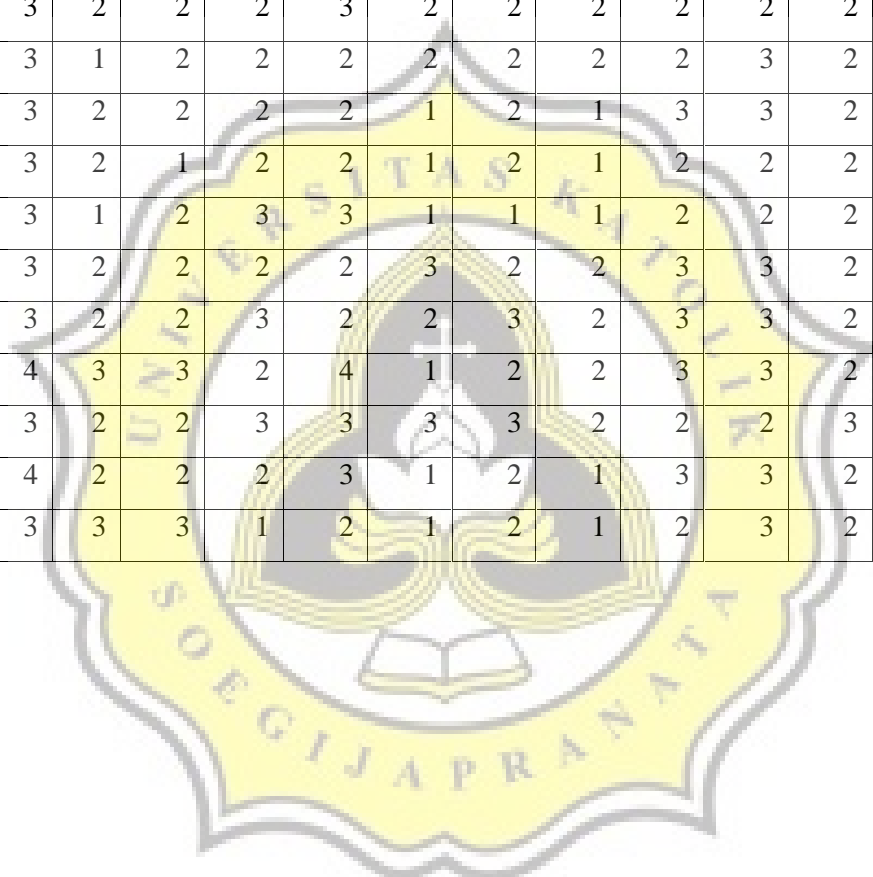 3 2 2 2 3 2 2 2 2 2 2
3 1 2 2 2 2 2 2 2 3 2
3 2 2 2 2 1 2 1 3 3 2
3 2 1 2 2 1 2 1 2 2 2
3 1 2 3 3 1 1 1 2 2 2
3 2 2 2 2 3 2 2 3 3 2
3 2 2 3 2 2 3 2 3 3 2
4 3 3 2 4 1 2 2 3 3 2
3 2 2 3 3 3 3 2 2 2 3
4 2 2 2 3 1 2 1 3 3 2
3 3 3 1 2 1 2 1 2 3 2
UNIVERSITAS KATOLIK
SOEGIJAPRANATA